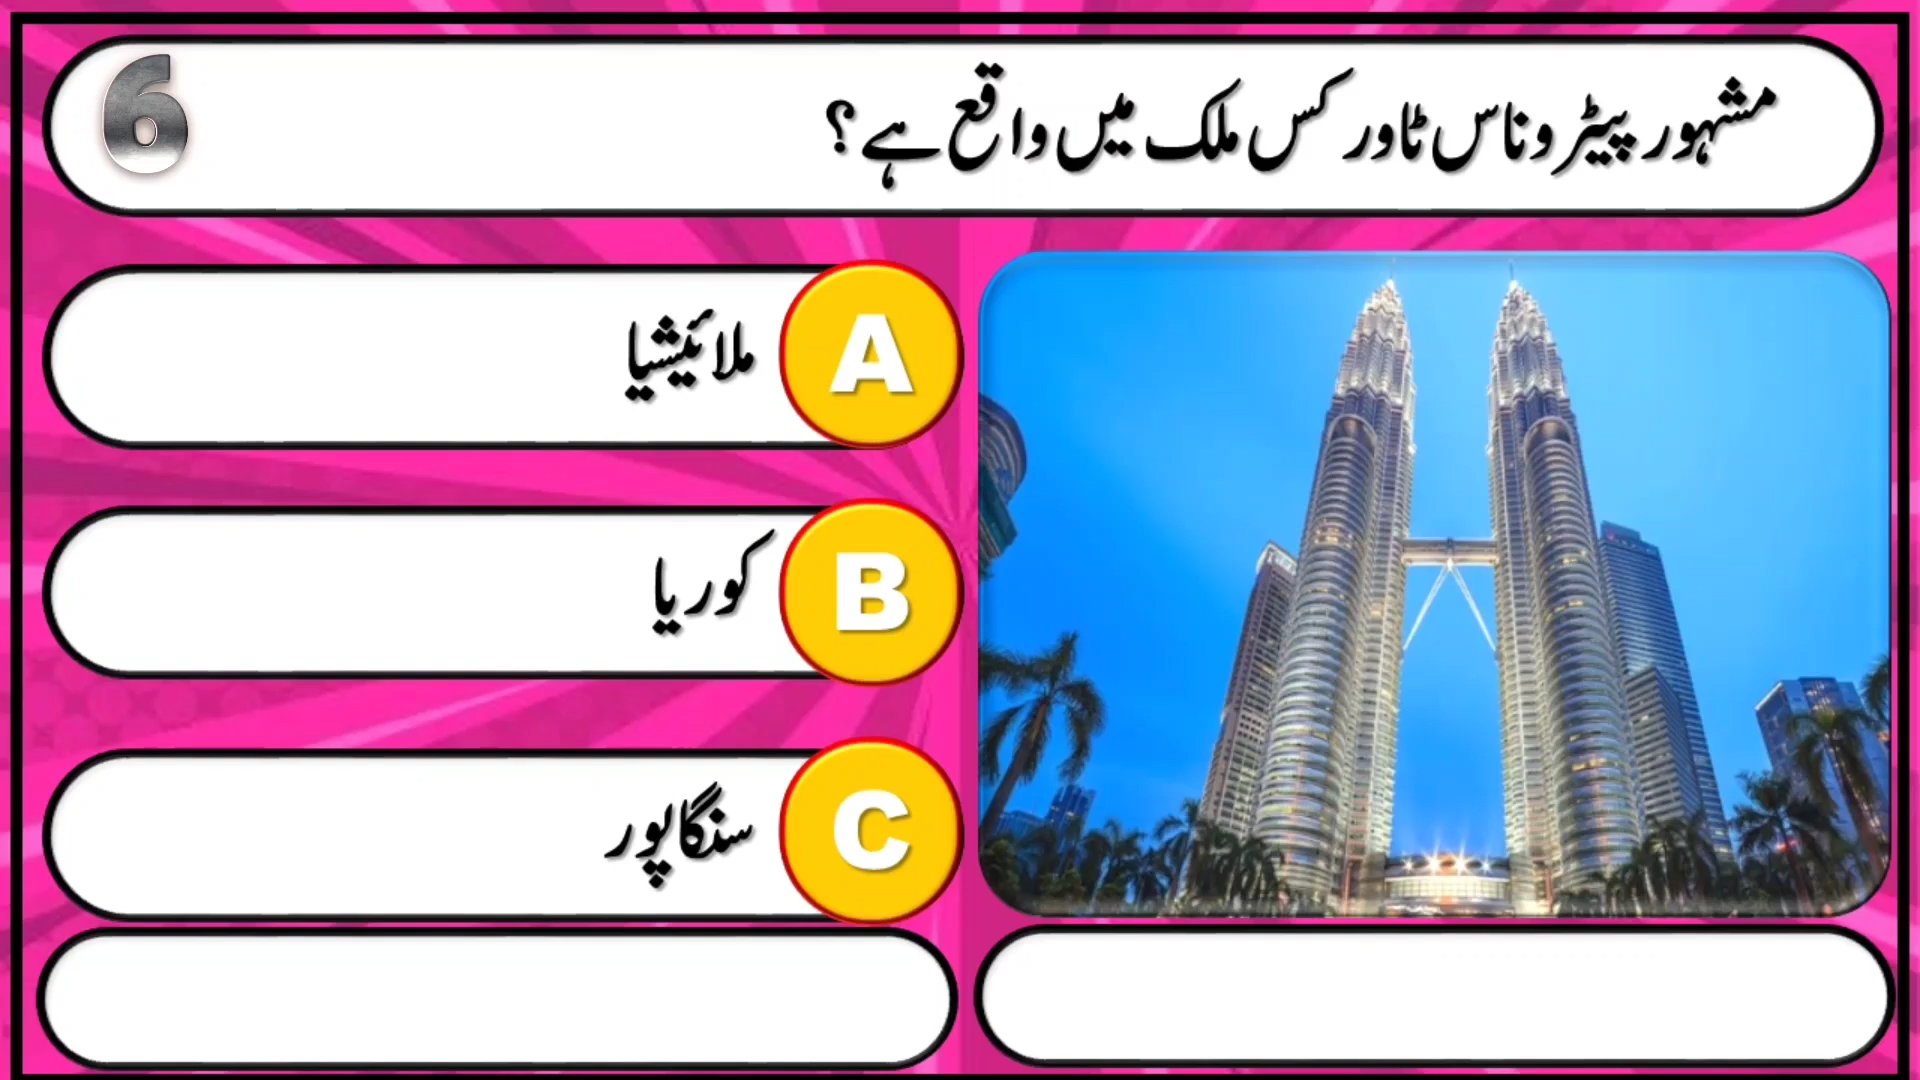 6
مشہور پیٹروناس ٹاور کس ملک میں واقع ہے؟
A
ملائیشیا
B
کوریا
C
سنگاپور